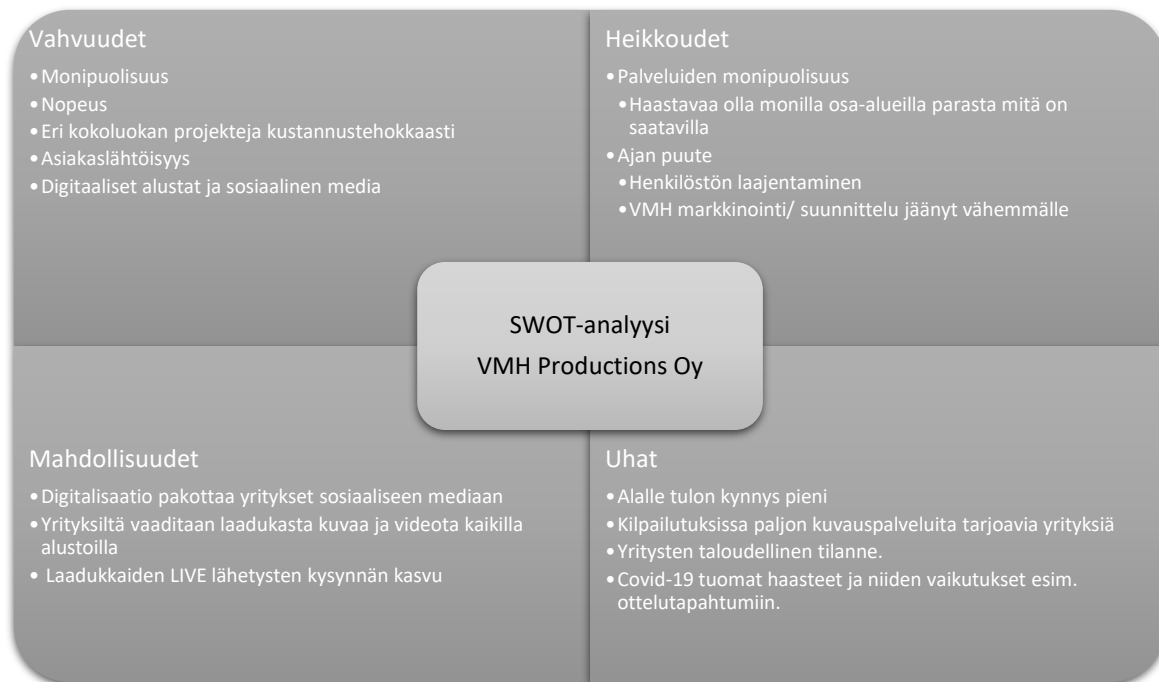 Vahvuudet
•Monipuolisuus
•Nopeus
•Eri kokoluokan projekteja kustannustehokkaasti
•Asiakaslähtöisyys
•Digitaaliset alustat ja sosiaalinen media
Heikkoudet
•Palveluiden monipuolisuus
•Haastavaa olla monilla osa-alueilla parasta mitä on
saatavilla
•Ajan puute
•Henkilöstön laajentaminen
•VMH markkinointi/ suunnittelu jäänyt vähemmälle
SWOT-analyysi
VMH Productions Oy
Mahdollisuudet
•Digitalisaatio pakottaa yritykset sosiaaliseen mediaan
•Yrityksiltä vaaditaan laadukasta kuvaa ja videota kaikilla
alustoilla
• Laadukkaiden LIVE lähetysten kysynnän kasvu
Uhat
•Alalle tulon kynnys pieni
•Kilpailutuksissa paljon kuvauspalveluita tarjoavia yrityksiä
•Yritysten taloudellinen tilanne.
•Covid-19 tuomat haasteet ja niiden vaikutukset esim.
ottelutapahtumiin.